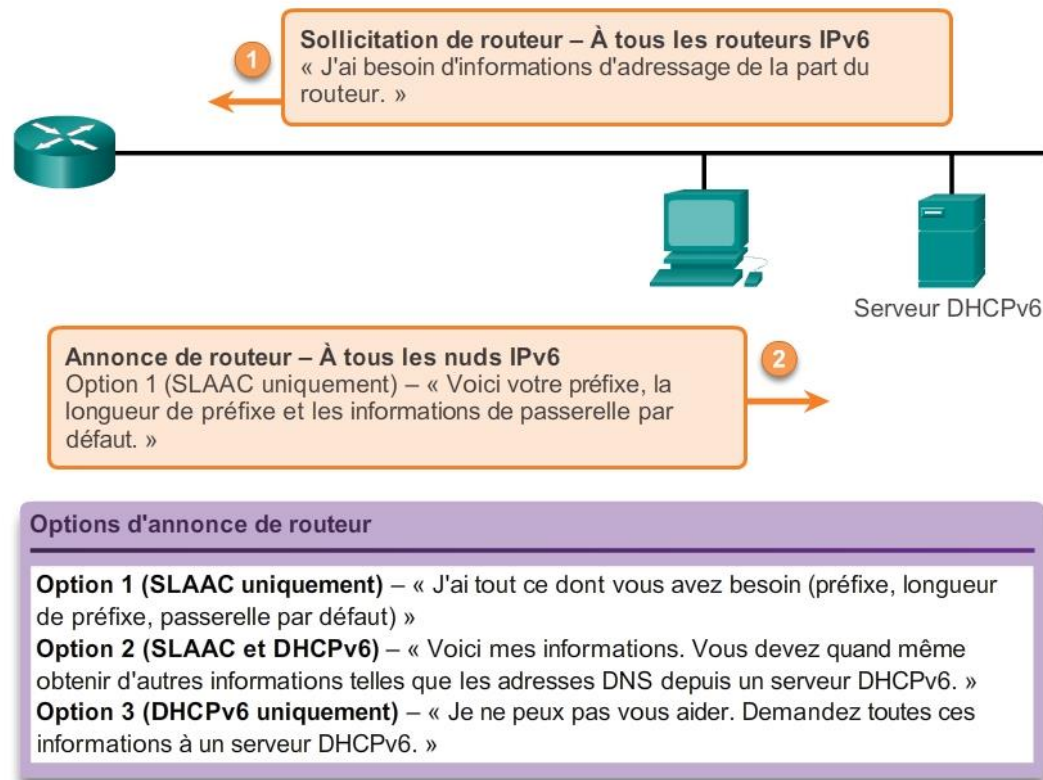 1
Sollicitation de routeur – À tous les routeurs IPv6
« J'ai besoin d'informations d'adressage de la part du
routeur. »
Serveur DHCPv6
Annonce de routeur – À tous les nuds IPv6
Option 1 (SLAAC uniquement) – « Voici votre préfixe, la
longueur de préfixe et les informations de passerelle par
défaut. »
2
Options d'annonce de routeur
Option 1 (SLAAC uniquement) – « J'ai tout ce dont vous avez besoin (préfixe, longueur
de préfixe, passerelle par défaut) »
Option 2 (SLAAC et DHCPv6) – « Voici mes informations. Vous devez quand même
obtenir d'autres informations telles que les adresses DNS depuis un serveur DHCPv6. »
Option 3 (DHCPv6 uniquement) – « Je ne peux pas vous aider. Demandez toutes ces
informations à un serveur DHCPv6. »